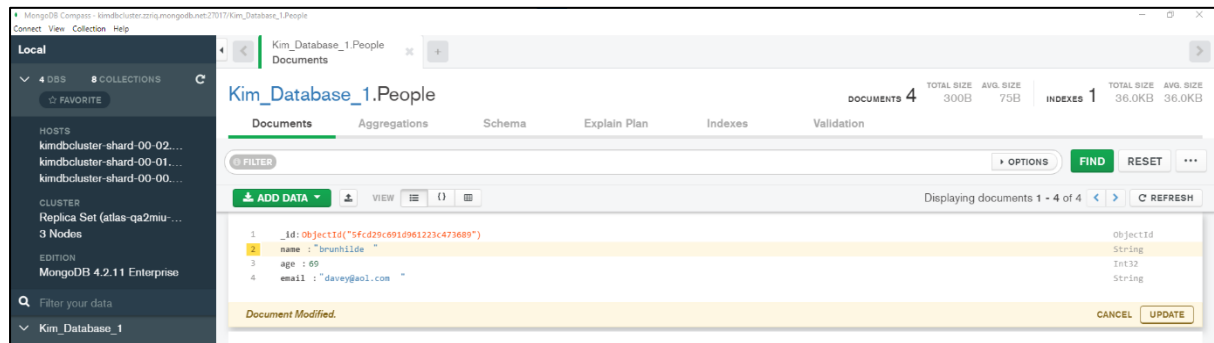 MongoDB Compass - kimdbcluster.zzriq.mongodb.net:27017/Kim_Database_1.People
Connect View Collection Help
Local
Kim_Database_1.People
Documents
4 DBS 8 COLLECTIONS
☆ FAVORITE
Kim_Database_1.People
DOCUMENTS 4 TOTAL SIZE 300B AVG. SIZE 75B INDEXES 1 TOTAL SIZE 36.0KB AVG. SIZE 36.0KB
Documents Aggregations Schema Explain Plan Indexes Validation
HOSTS
kimdbcluster-shard-00-02....
kimdbcluster-shard-00-01....
kimdbcluster-shard-00-00....
FILTER OPTIONS FIND RESET ...
CLUSTER
Replica Set (atlas-qa2miu-...
3 Nodes
ADD DATA VIEW {} Displaying documents 1 - 4 of 4 < > REFRESH
EDITION
MongoDB 4.2.11 Enterprise
1 _id: ObjectId("5fcd29c691d961223c473689") ObjectId
2 name : "brunhilde " String
3 age : 69 Int32
4 email : "davey@aol.com " String
Filter your data
Document Modified. CANCEL UPDATE
Kim_Database_1